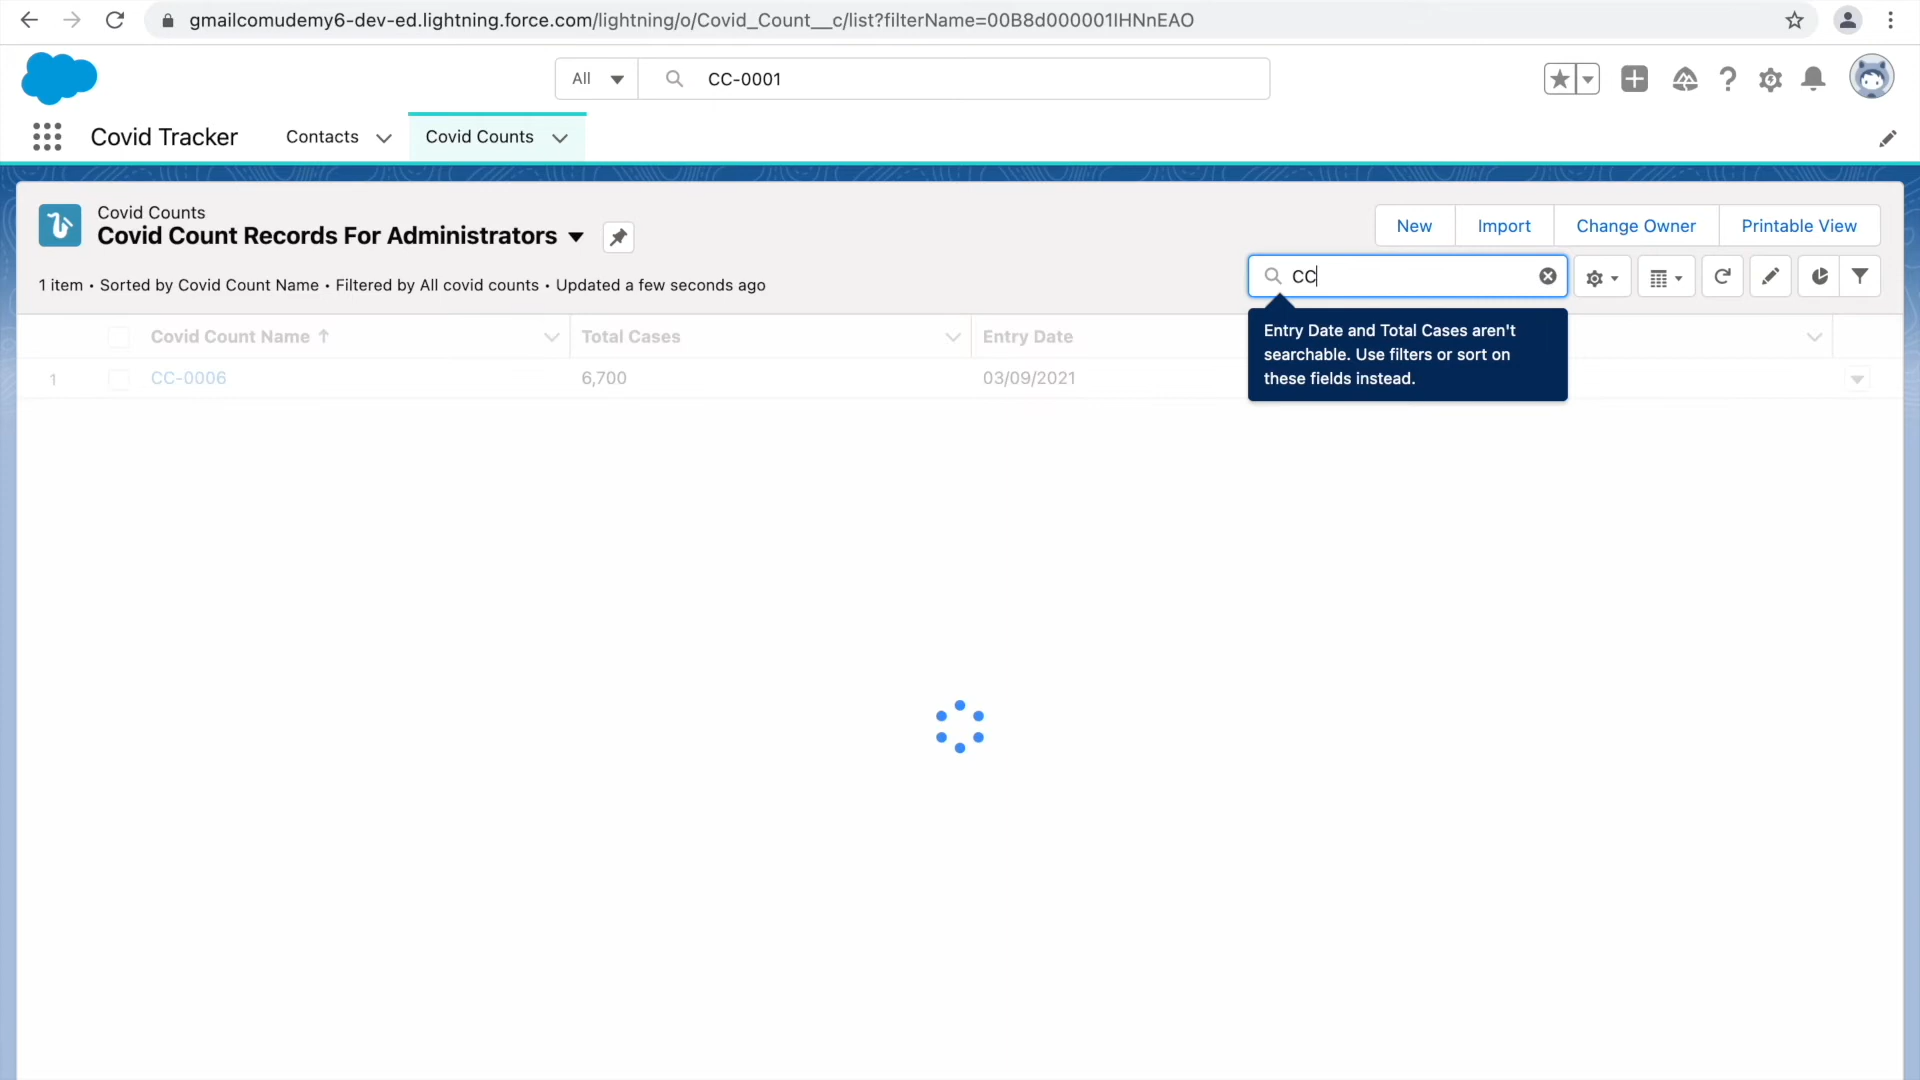 gmailcomudemy6-dev-ed.lightning.force.com/lightning/o/Covid_Count__c/list?filterName=00B8d000001IHNnEAO
All
CC-0001
Covid Tracker
Contacts
Covid Counts
Covid Counts
Covid Count Records For Administrators
New
Import
Change Owner
Printable View
1 item • Sorted by Covid Count Name • Filtered by All covid counts • Updated a few seconds ago
CC
Covid Count Name
Total Cases
Entry Date
Entry Date and Total Cases aren't
searchable. Use filters or sort on
these fields instead.
1
CC-0006
6,700
03/09/2021